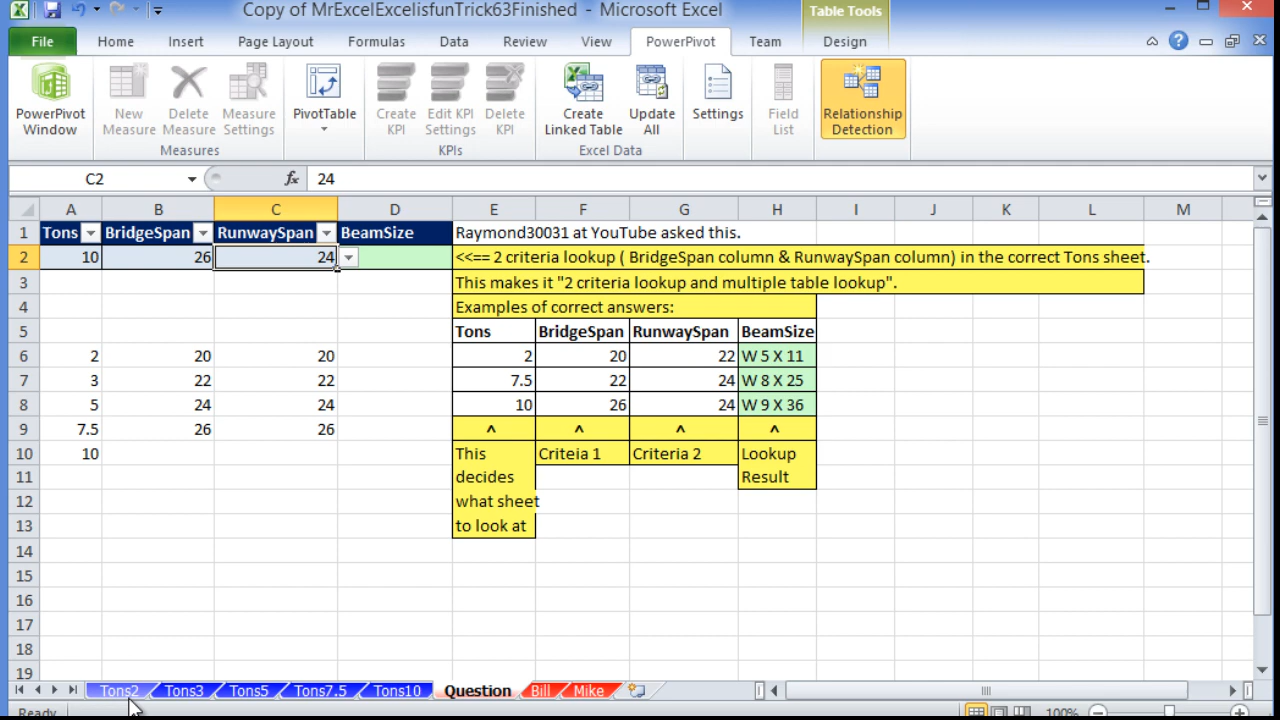 Copy of MrExcelExcelisfunTrick63Finished - Microsoft Excel
Table Tools
File Home Insert Page Layout Formulas Data Review View PowerPivot Team Design
PowerPivot Window
New Measure
Delete Measure
Measure Settings
PivotTable
Create KPI
Edit KPI Settings
Delete KPI
Create Linked Table
Update All
Settings
Field List
Relationship Detection
Measures KPIs Excel Data
C2 fx 24
A B C D E F G H I J K L M
1 Tons BridgeSpan RunwaySpan BeamSize Raymond30031 at YouTube asked this.
2 10 26 24 <<== 2 criteria lookup ( BridgeSpan column & RunwaySpan column) in the correct Tons sheet.
3 This makes it "2 criteria lookup and multiple table lookup".
4 Examples of correct answers:
5 Tons BridgeSpan RunwaySpan BeamSize
6 2 20 20 2 20 22 W 5 X 11
7 3 22 22 7.5 22 24 W 8 X 25
8 5 24 24 10 26 24 W 9 X 36
9 7.5 26 26 ^ ^ ^ ^
10 10 This Criteia 1 Criteria 2 Lookup
11 decides Result
12 what sheet
13 to look at
14
15
16
17
18
19
Tons2 Tons3 Tons5 Tons7.5 Tons10 Question Bill Mike
Ready 100%